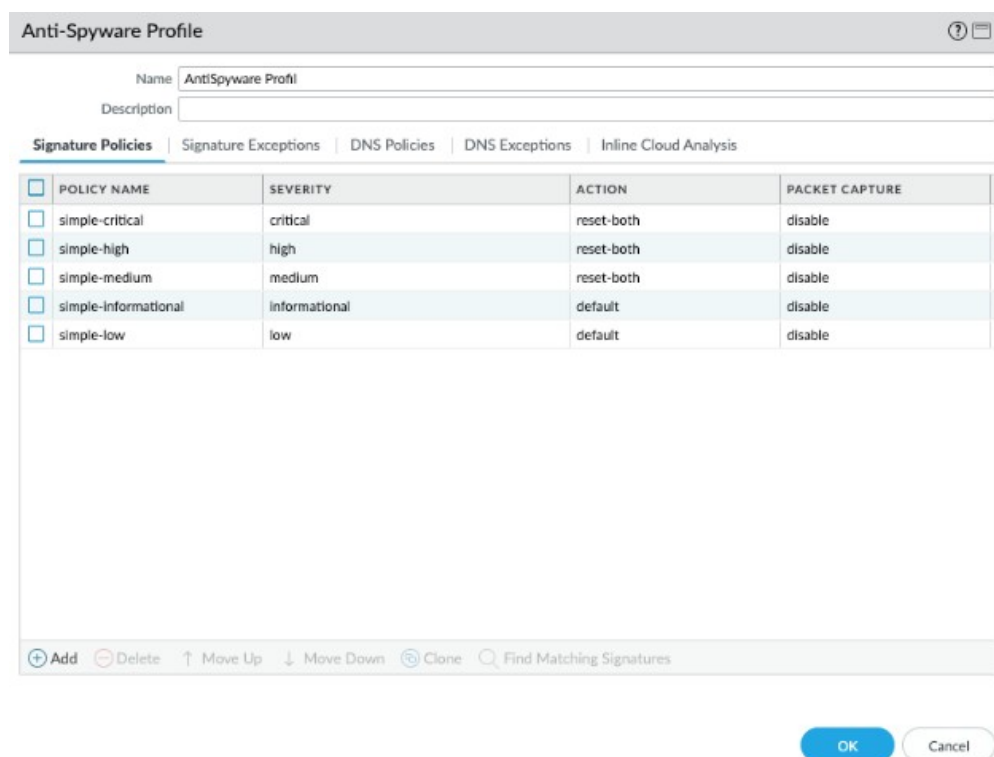 Anti-Spyware Profile
Name AntiSpyware Profil
Description
Signature Policies | Signature Exceptions | DNS Policies | DNS Exceptions | Inline Cloud Analysis
POLICY NAME SEVERITY ACTION PACKET CAPTURE
simple-critical critical reset-both disable
simple-high high reset-both disable
simple-medium medium reset-both disable
simple-informational informational default disable
simple-low low default disable
Add Delete Move Up Move Down Clone Find Matching Signatures
OK Cancel